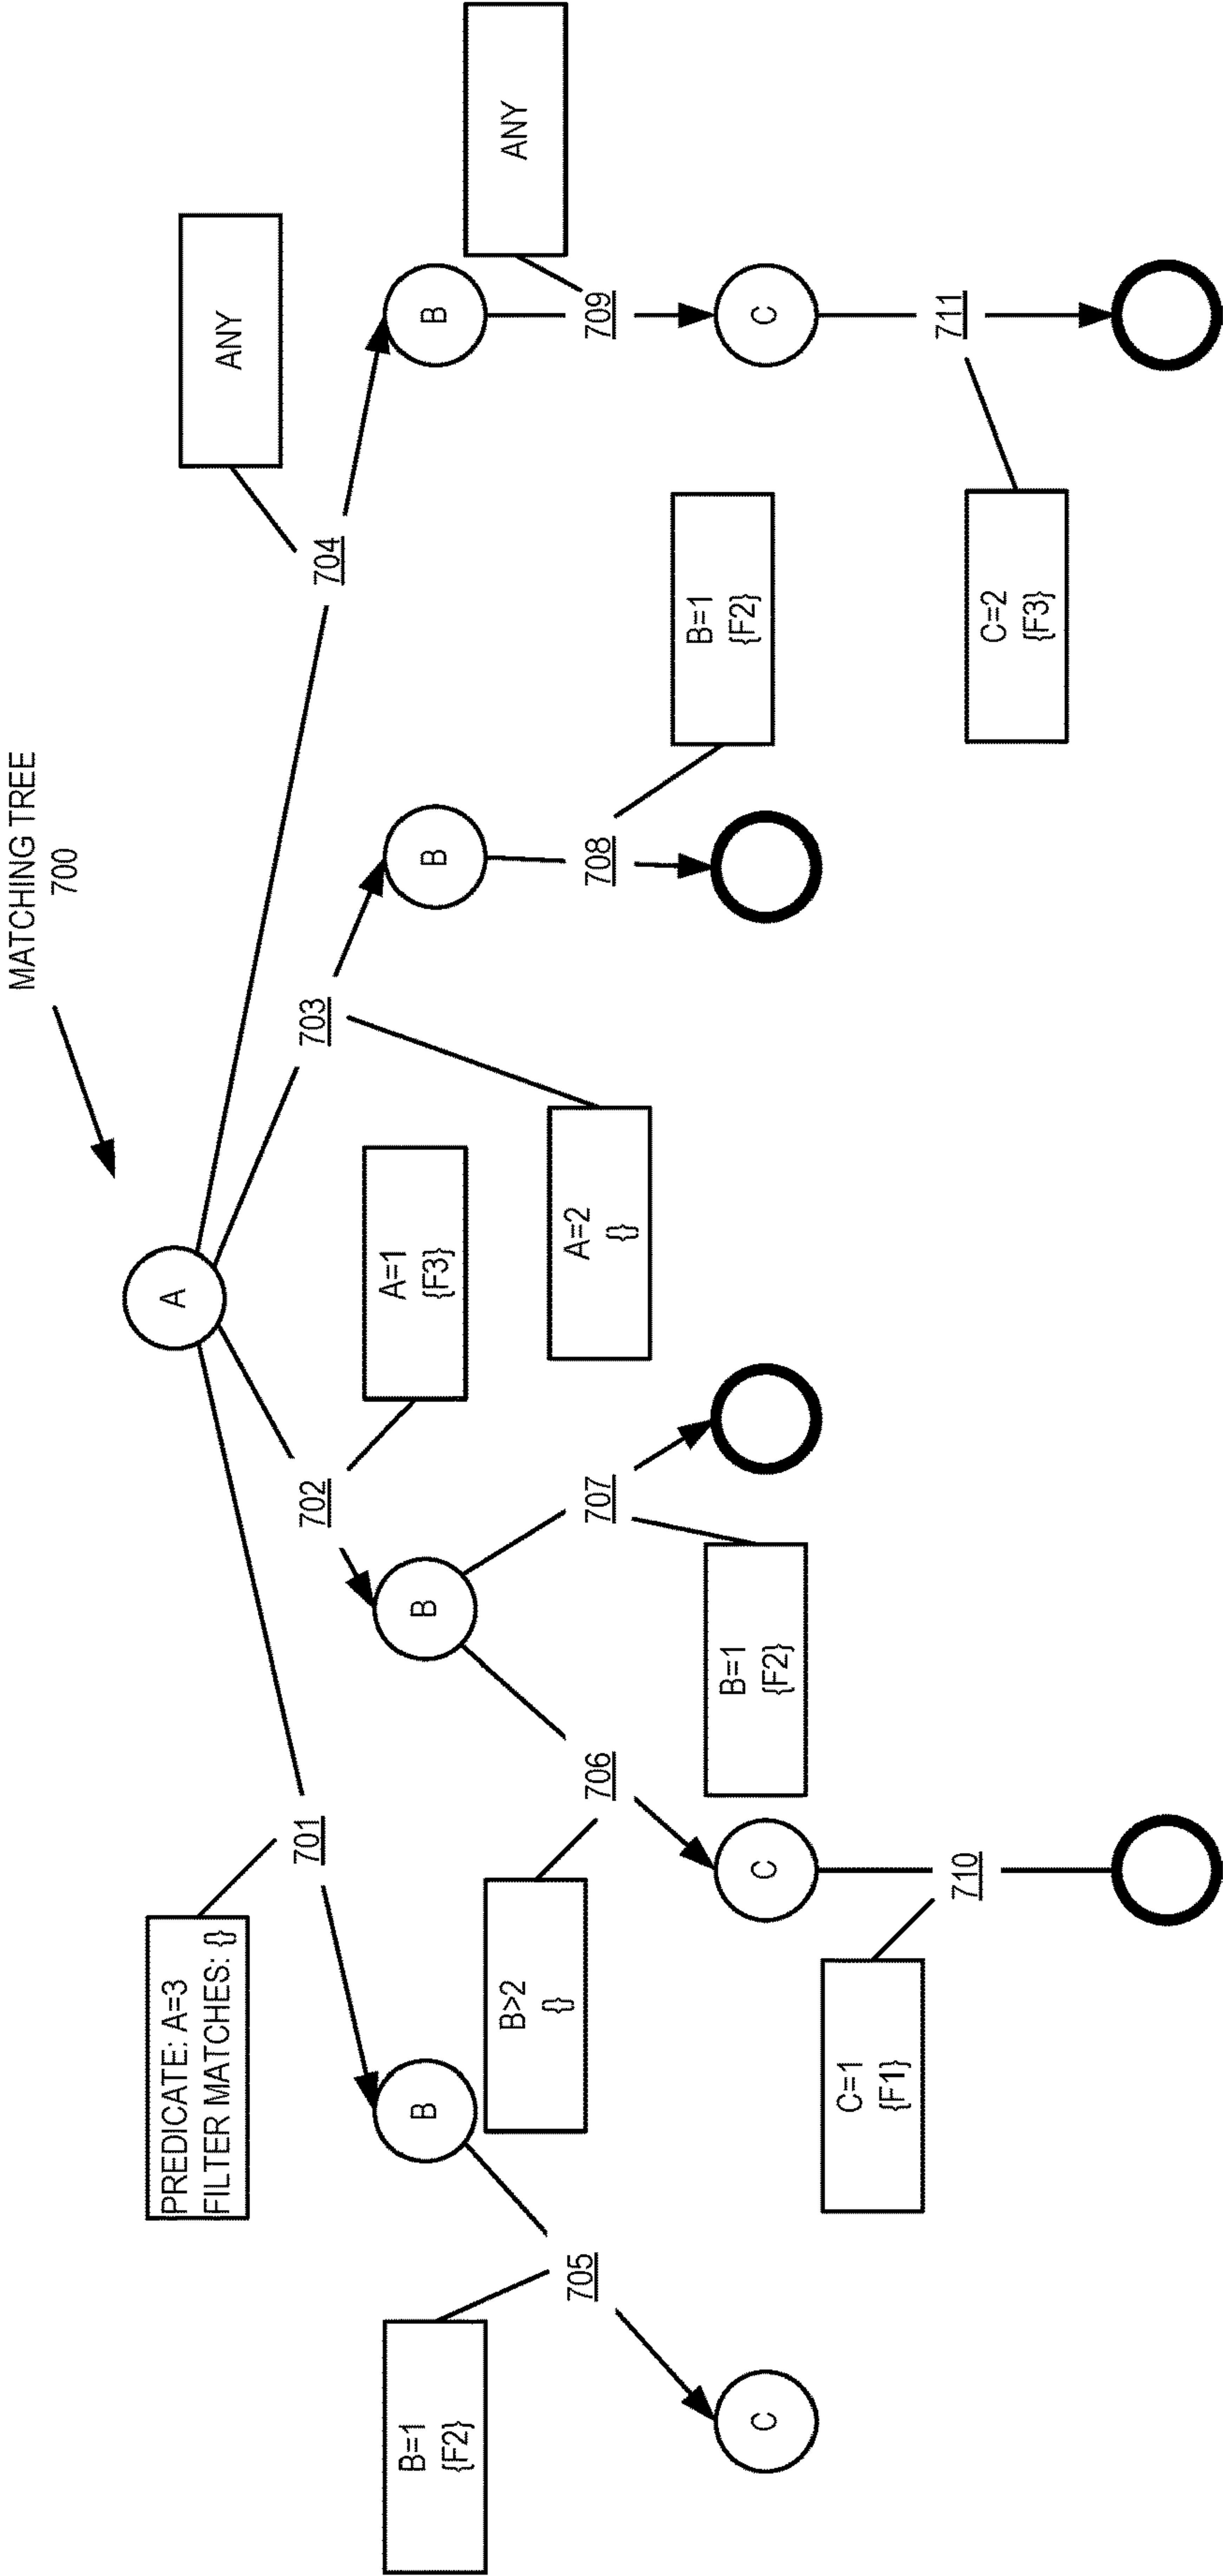 MATCHING TREE
700
A
PREDICATE: A=3
FILTER MATCHES: {}
701
702
A=1
{F3}
703
A=2
{}
704
ANY
B
B
B
B
B=1
{F2}
705
B>2
{}
706
707
B=1
{F2}
708
B=1
{F2}
709
ANY
C
C
C
C=1
{F1}
710
711
C=2
{F3}